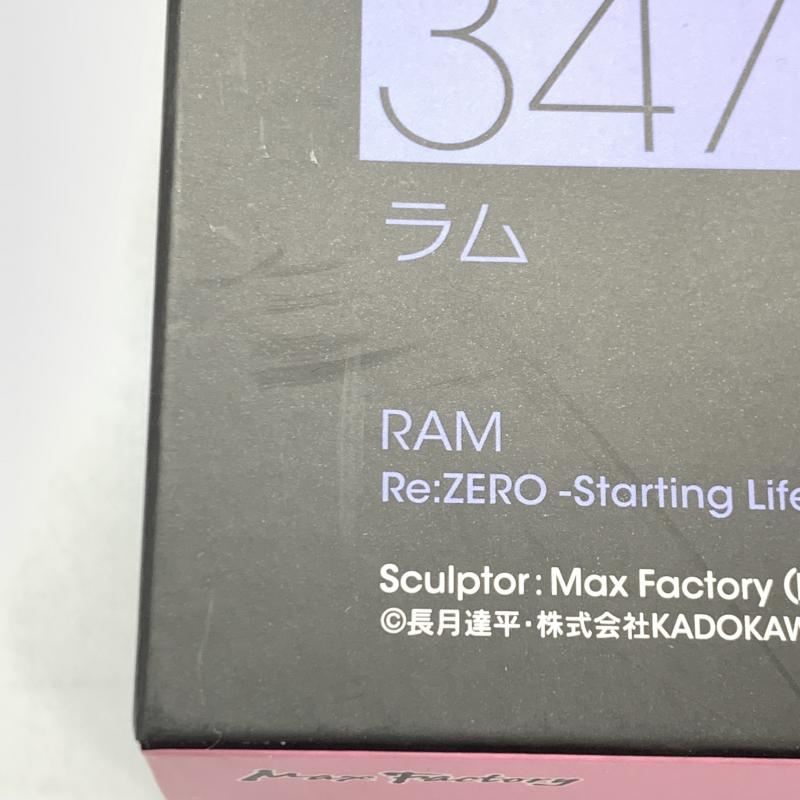 347
ラム
RAM
Re:ZERO -Starting Life
Sculptor: Max Factory (
©長月達平・株式会社KADOKAW
Max Factory